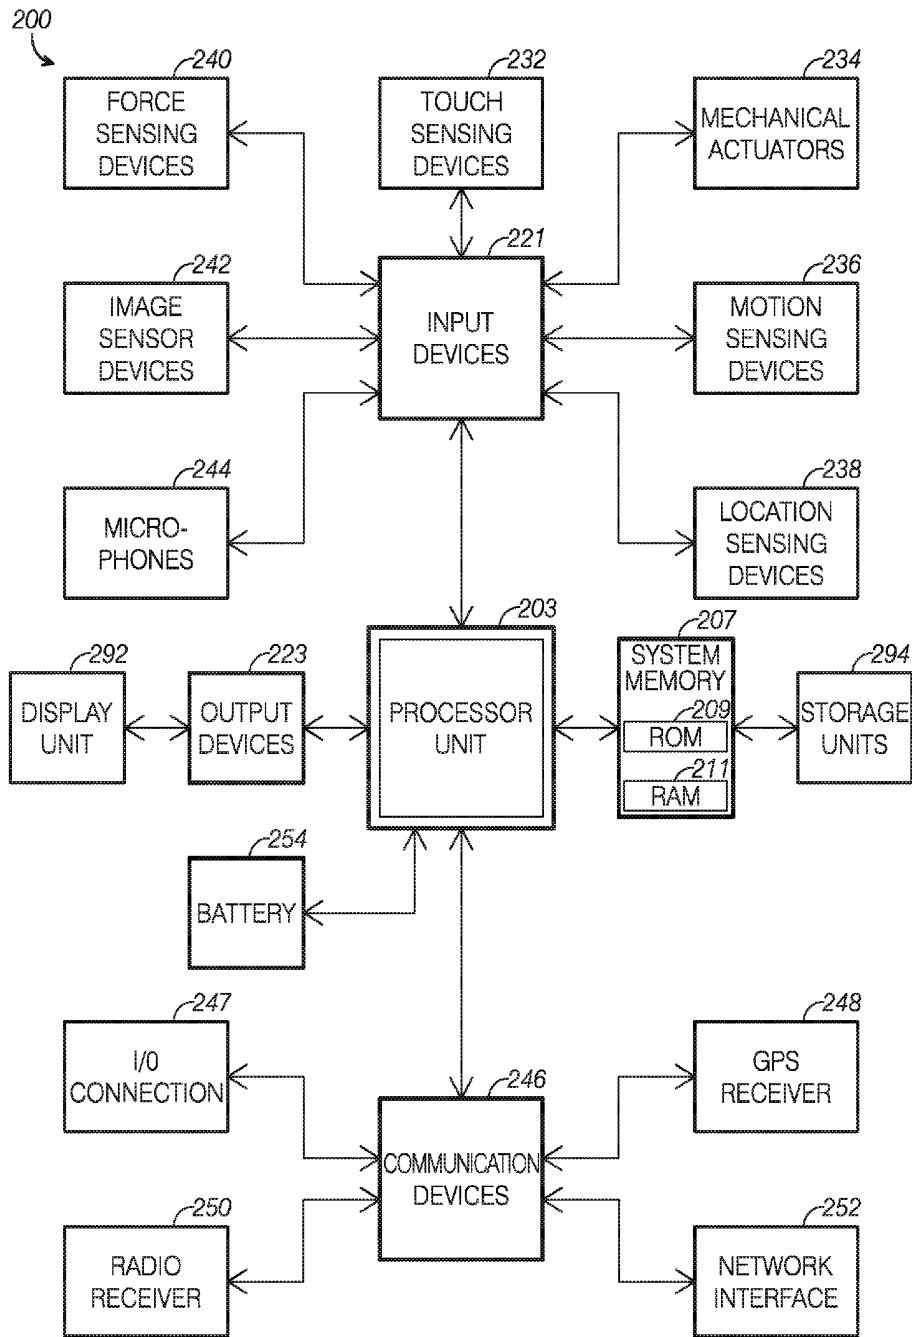 200
240
FORCE
SENSING
DEVICES
232
TOUCH
SENSING
DEVICES
234
MECHANICAL
ACTUATORS
242
IMAGE
SENSOR
DEVICES
221
INPUT
DEVICES
236
MOTION
SENSING
DEVICES
244
MICRO-
PHONES
238
LOCATION
SENSING
DEVICES
292
DISPLAY
UNIT
223
OUTPUT
DEVICES
203
PROCESSOR
UNIT
207
SYSTEM
MEMORY
209
ROM
211
RAM
294
STORAGE
UNITS
254
BATTERY
247
I/0
CONNECTION
246
COMMUNICATION
DEVICES
248
GPS
RECEIVER
250
RADIO
RECEIVER
252
NETWORK
INTERFACE